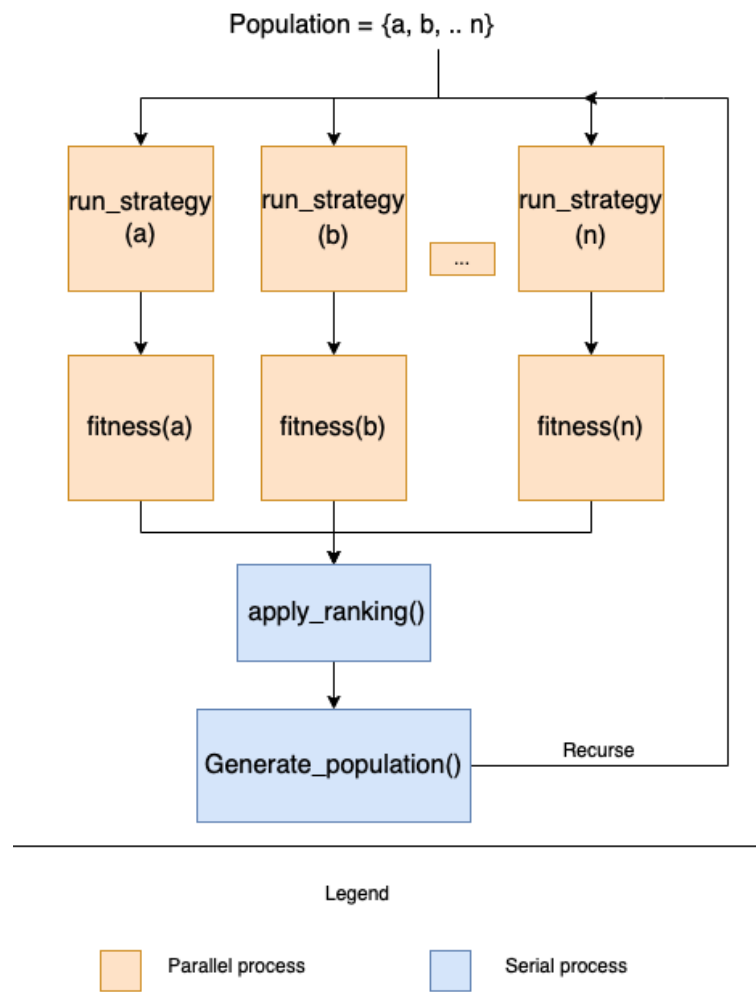 Population = {a, b, .. n}
run_strategy
(a)
run_strategy
(b)
...
run_strategy
(n)
fitness(a)
fitness(b)
fitness(n)
apply_ranking()
Generate_population()
Recurse
Legend
Parallel process
Serial process